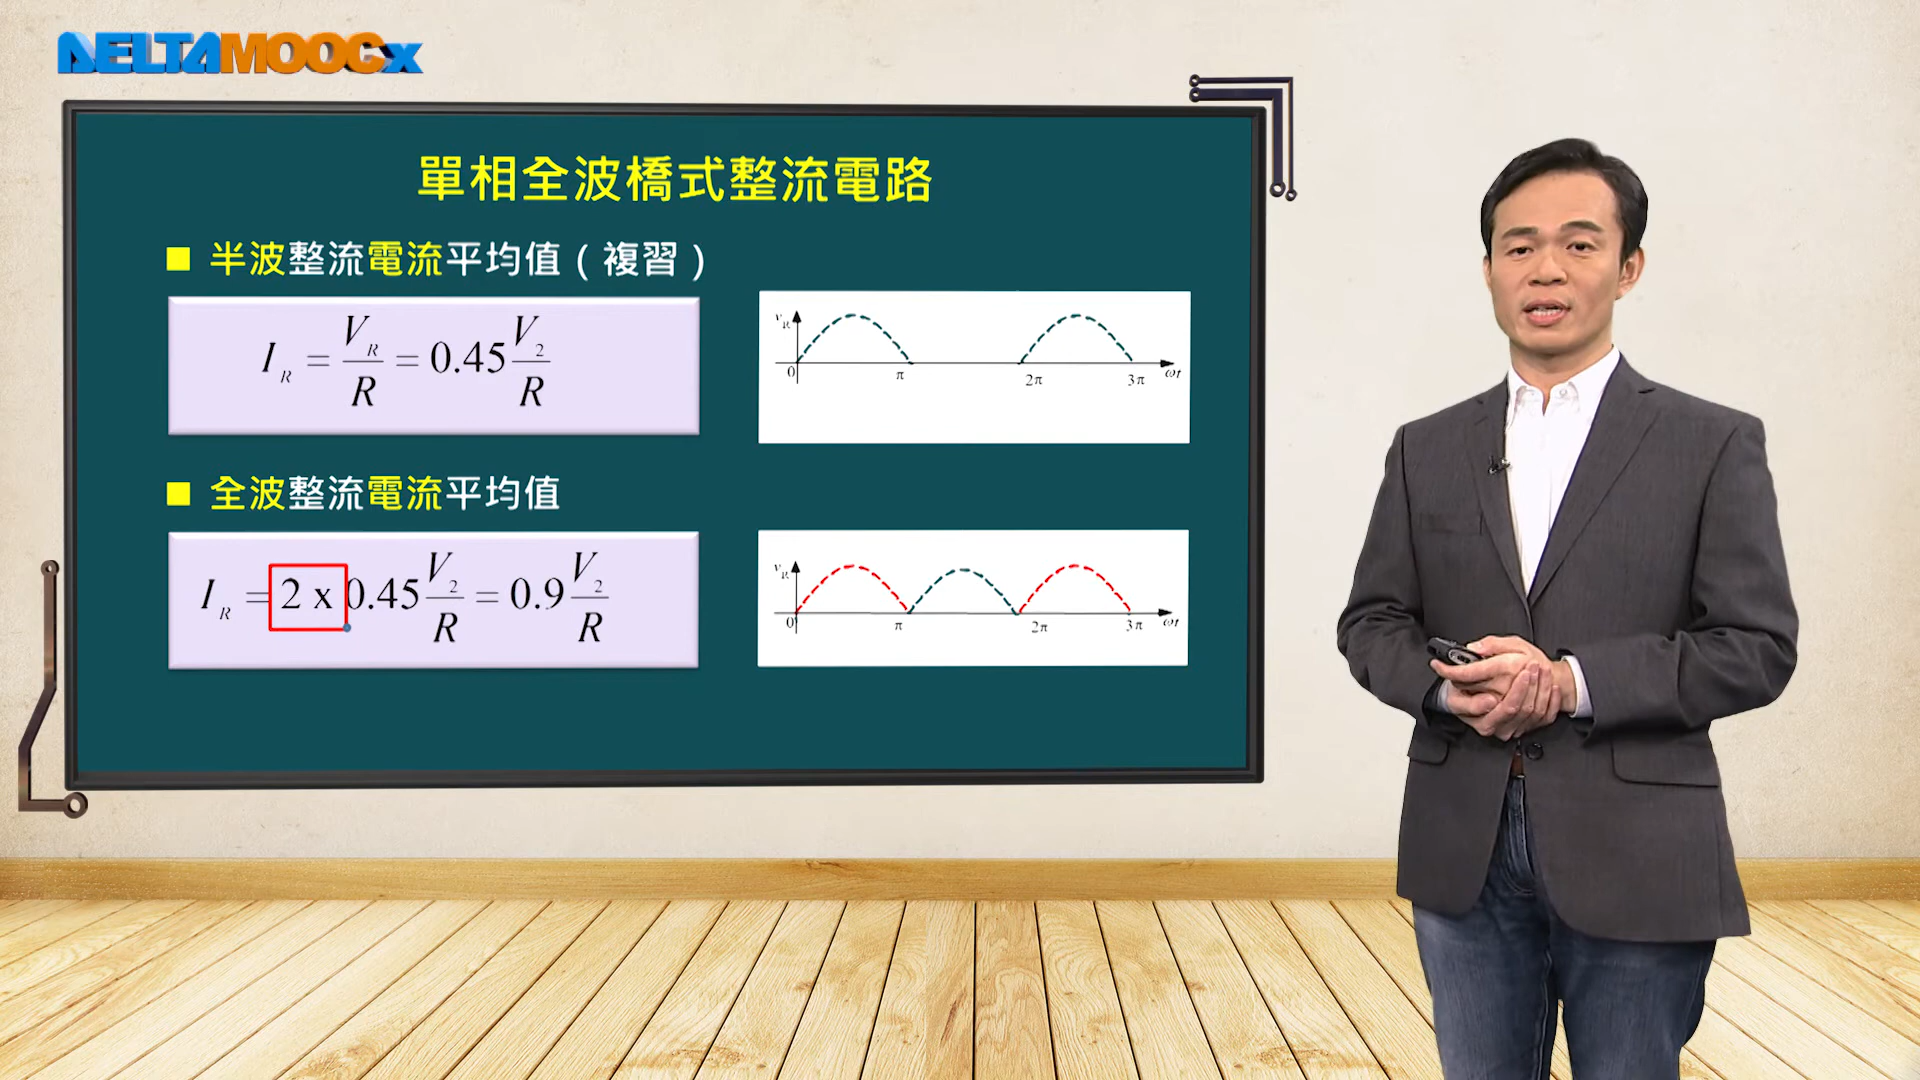 DELTAMOOCx
單相全波橋式整流電路
半波整流電流平均值（複習）
I_R = V_R / R = 0.45 V_2 / R
v_R
0 π 2π 3π ωt
全波整流電流平均值
I_R = 2 x 0.45 V_2 / R = 0.9 V_2 / R
v_R
0 π 2π 3π ωt